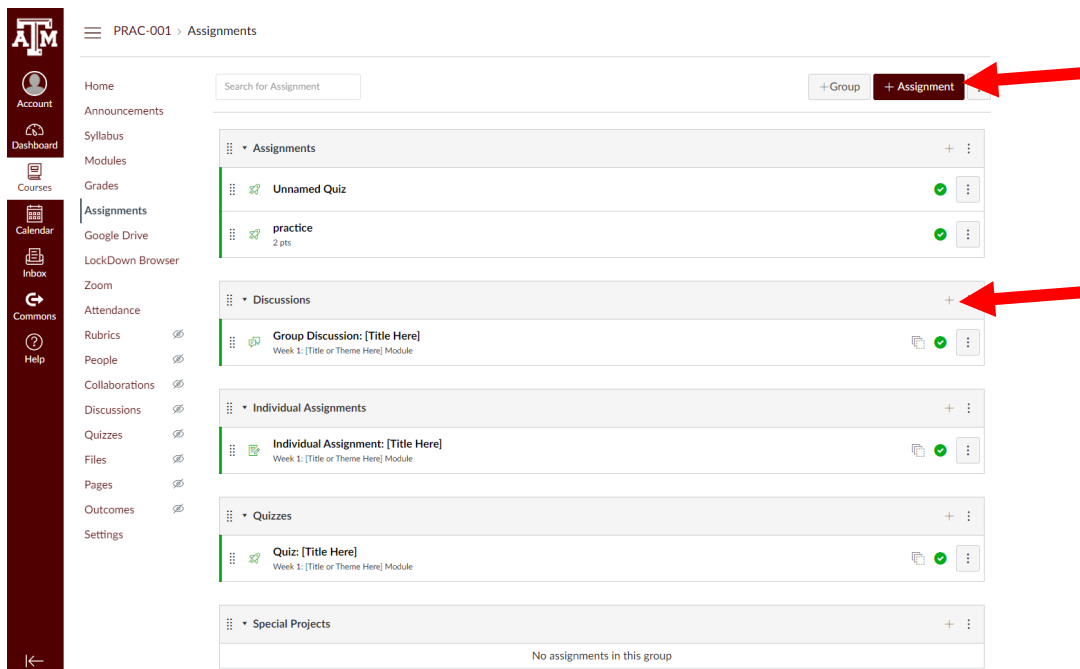 ATM
PRAC-001 › Assignments
Account
Dashboard
Courses
Calendar
Inbox
Commons
Help
Home
Announcements
Syllabus
Modules
Grades
Assignments
Google Drive
LockDown Browser
Zoom
Attendance
Rubrics
People
Collaborations
Discussions
Quizzes
Files
Pages
Outcomes
Settings
Search for Assignment
+Group
+ Assignment
Assignments
Unnamed Quiz
practice
2 pts
Discussions
Group Discussion: [Title Here]
Week 1: [Title or Theme Here] Module
Individual Assignments
Individual Assignment: [Title Here]
Week 1: [Title or Theme Here] Module
Quizzes
Quiz: [Title Here]
Week 1: [Title or Theme Here] Module
Special Projects
No assignments in this group